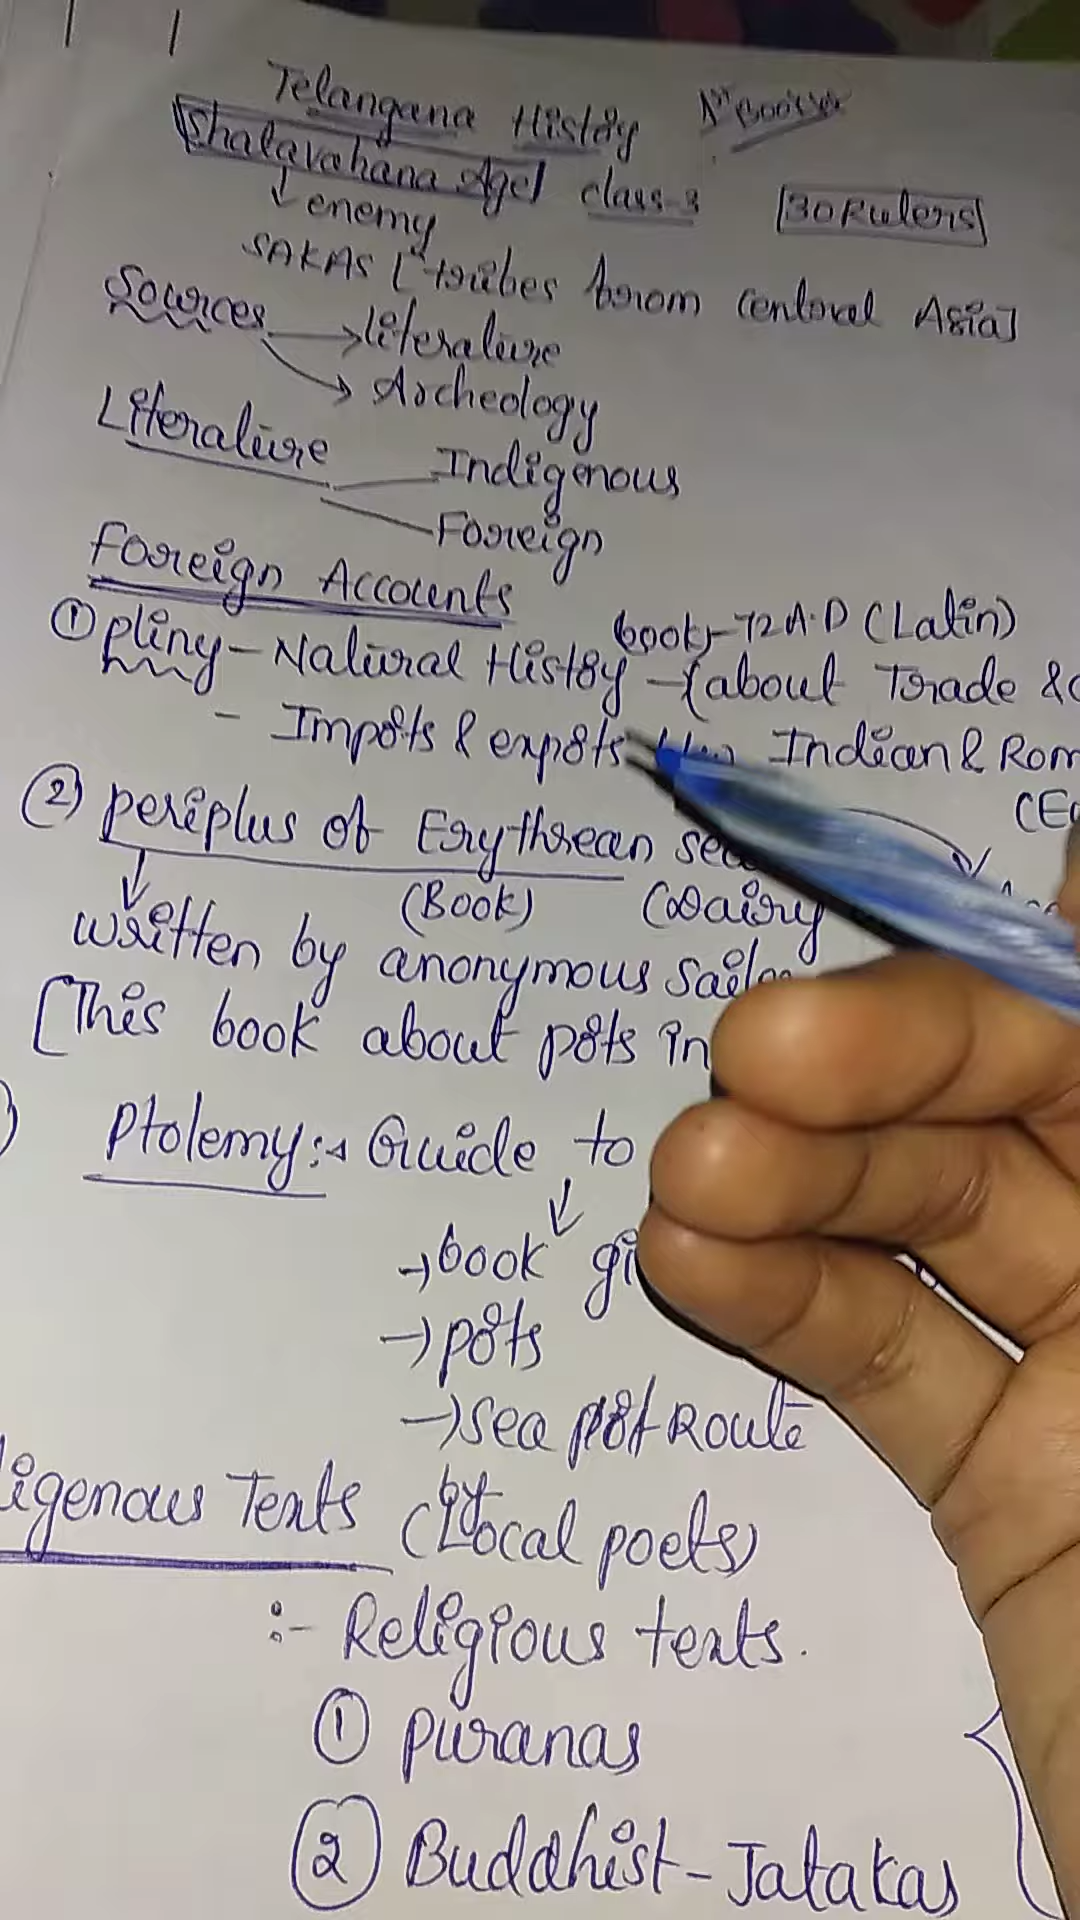 Telangana History
Shatavahana Age class-3 30 Rulers
↓ enemy
SAKAS [tribes from Central Asia]
Sources → literature
→ Archeology
Literature Indigenous
Foreign
Foreign Accounts
book - 72 A.D (Latin)
① Pliny - Natural History - (about Trade &
- Imports & exports Indian & Rom
② Periplus of Erythrean sea
(Book)
written by anonymous
[This book about ports in
Ptolemy :→ Guide to
→ book
→ ports
→ sea port Route
igenous Texts (by Local poets)
:- Religious texts.
① puranas
② Buddhist - Jatakas